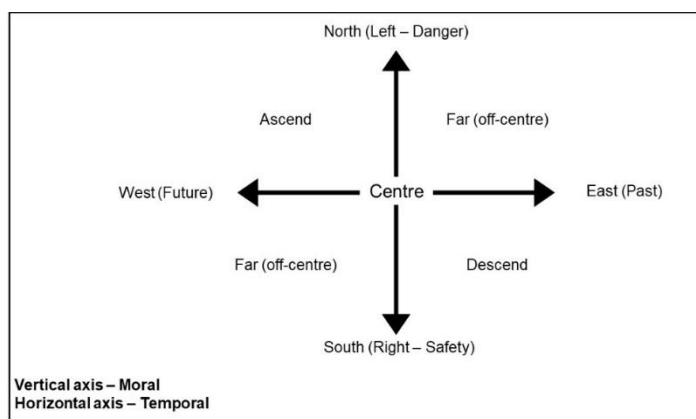 North (Left – Danger)
Ascend
Far (off-centre)
West (Future)
Centre
East (Past)
Far (off-centre)
Descend
South (Right – Safety)
Vertical axis – Moral
Horizontal axis – Temporal